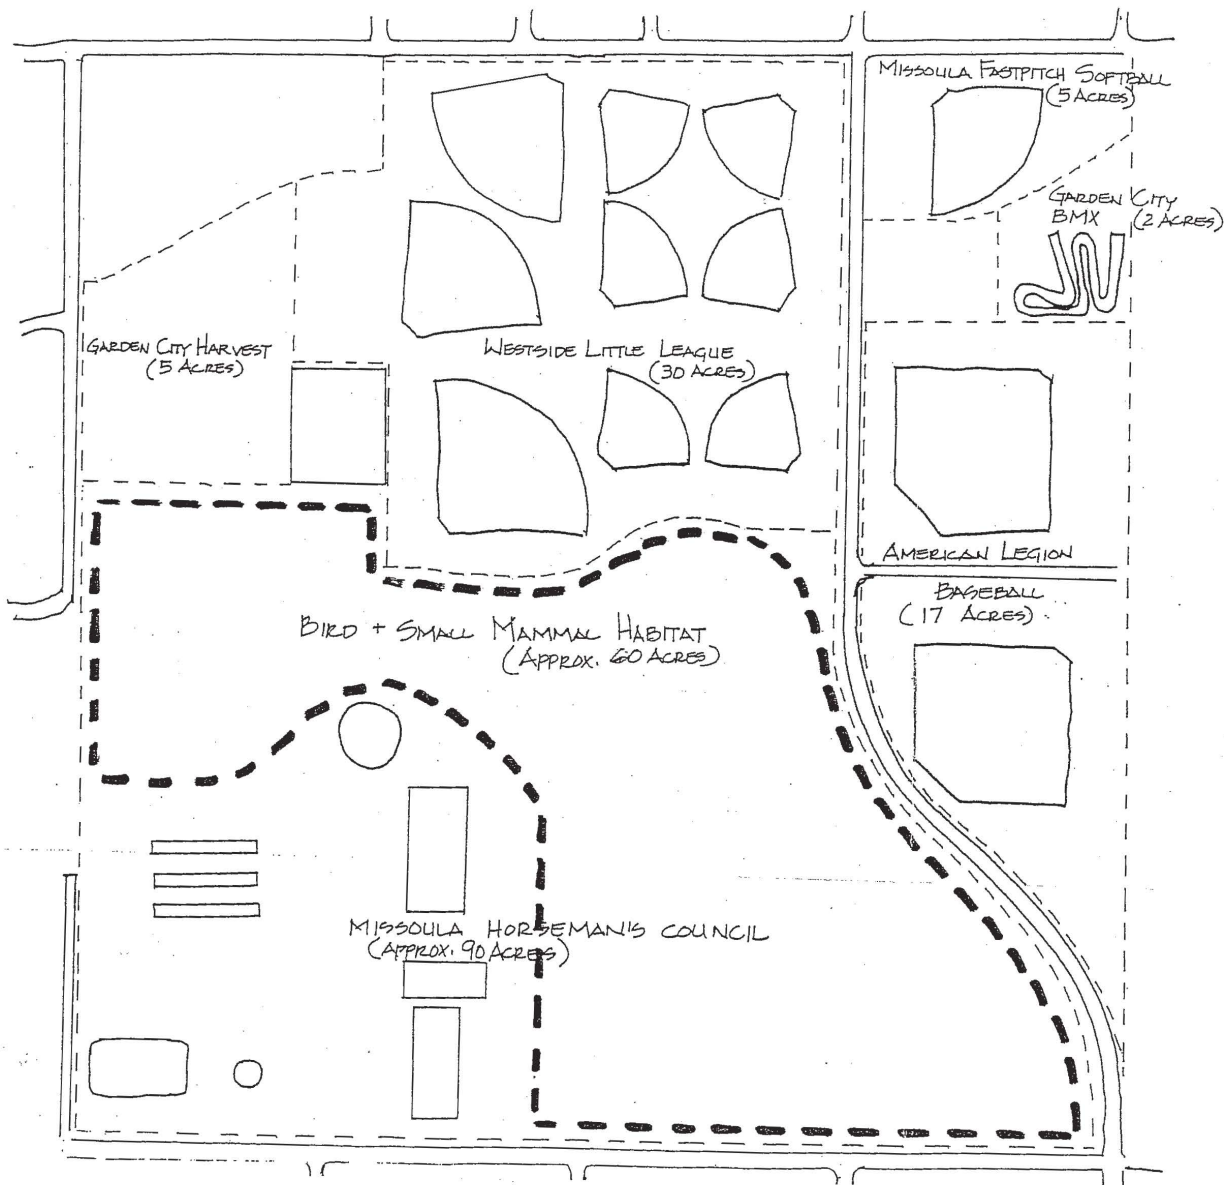 MISSOULA FASTPITCH SOFTBALL
(5 ACRES)
GARDEN CITY
BMX (2 ACRES)
GARDEN CITY HARVEST
(5 ACRES)
WESTSIDE LITTLE LEAGUE
(30 ACRES)
AMERICAN LEGION
BASEBALL
(17 ACRES)
BIRD + SMALL MAMMAL HABITAT
(APPROX. 60 ACRES)
MISSOULA HORSEMAN'S COUNCIL
(APPROX. 90 ACRES)